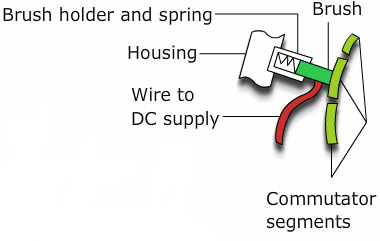 Brush holder and spring
Brush
Housing
Wire to
DC supply
Commutator
segments